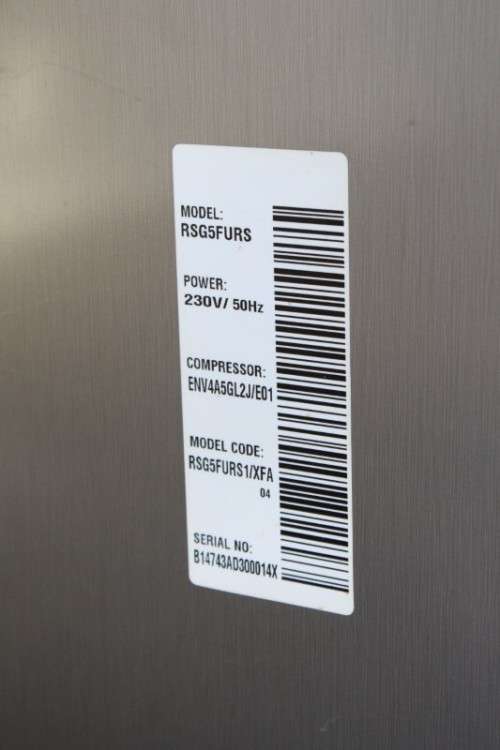 MODEL:
RSG5FURS
POWER:
230V/ 50Hz
COMPRESSOR:
ENV4A5GL2J/E01
MODEL CODE:
RSG5FURS1/XFA
04
SERIAL NO:
B14743AD300014X